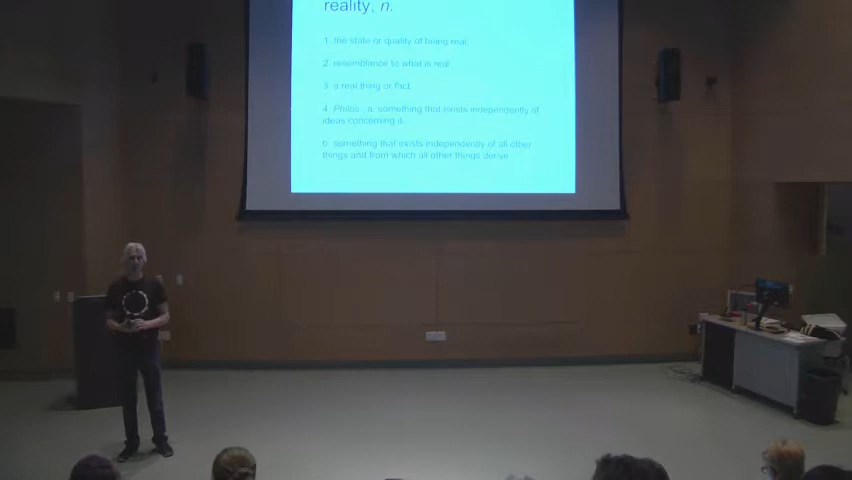 reality, n.
1. the state or quality of being real.
2. resemblance to what is real.
3. a real thing or fact.
4. Philos., a. something that exists independently of
ideas concerning it.
b. something that exists independently of all other
things and from which all other things derive.